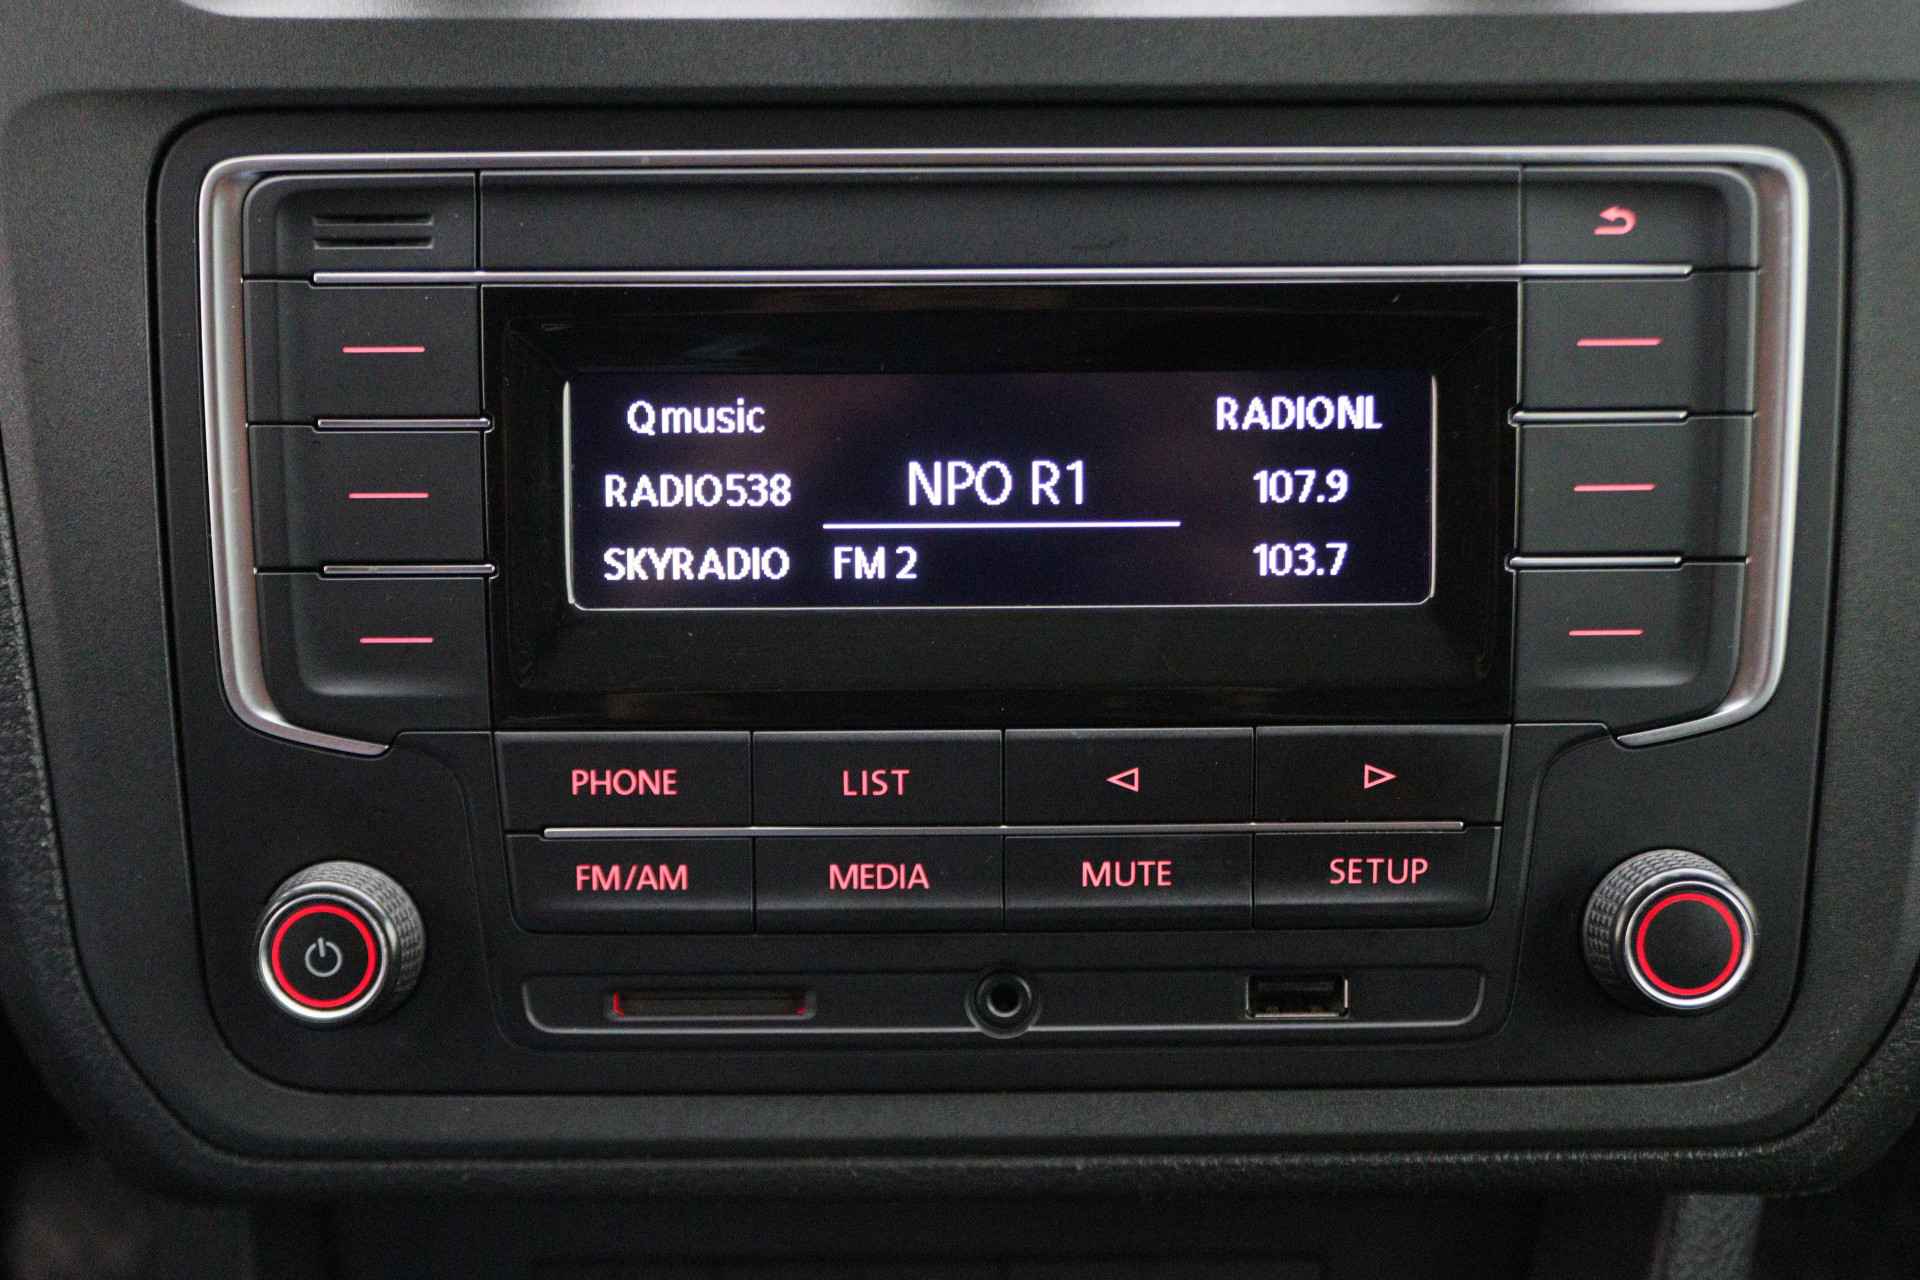 Qmusic
RADIONL
RADIO538
NPO R1
107.9
SKYRADIO
FM 2
103.7
PHONE
LIST
FM/AM
MEDIA
MUTE
SETUP